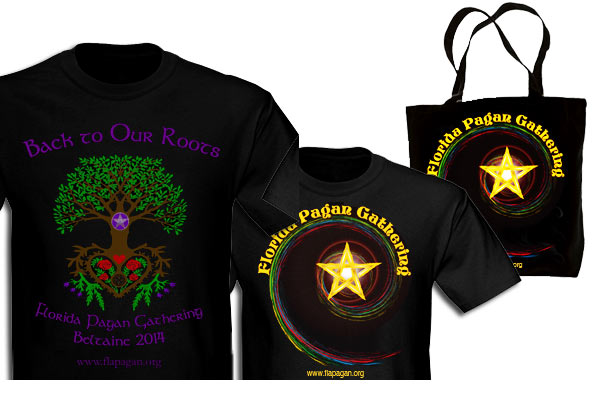 Back to Our Roots
Florida Pagan Gathering
Beltaine 2014
www.flapagan.org
Florida Pagan Gathering
www.flapagan.org
Florida Pagan Gathering
.org